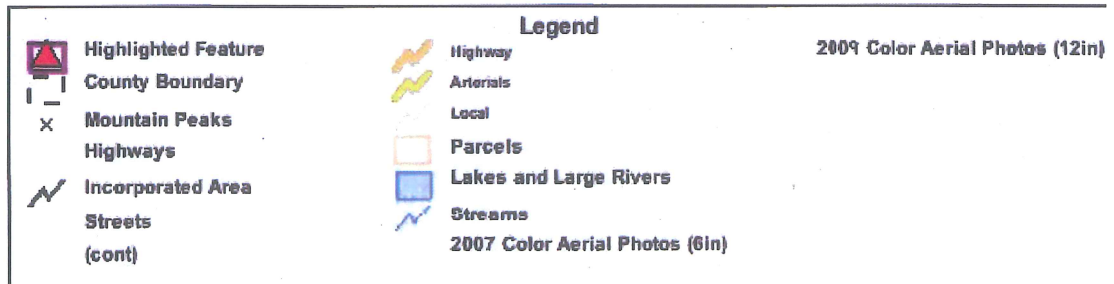 Legend
Highlighted Feature
County Boundary
Mountain Peaks
Highways
Incorporated Area
Streets
(cont)
Highway
Arterials
Local
Parcels
Lakes and Large Rivers
Streams
2007 Color Aerial Photos (6in)
2009 Color Aerial Photos (12in)